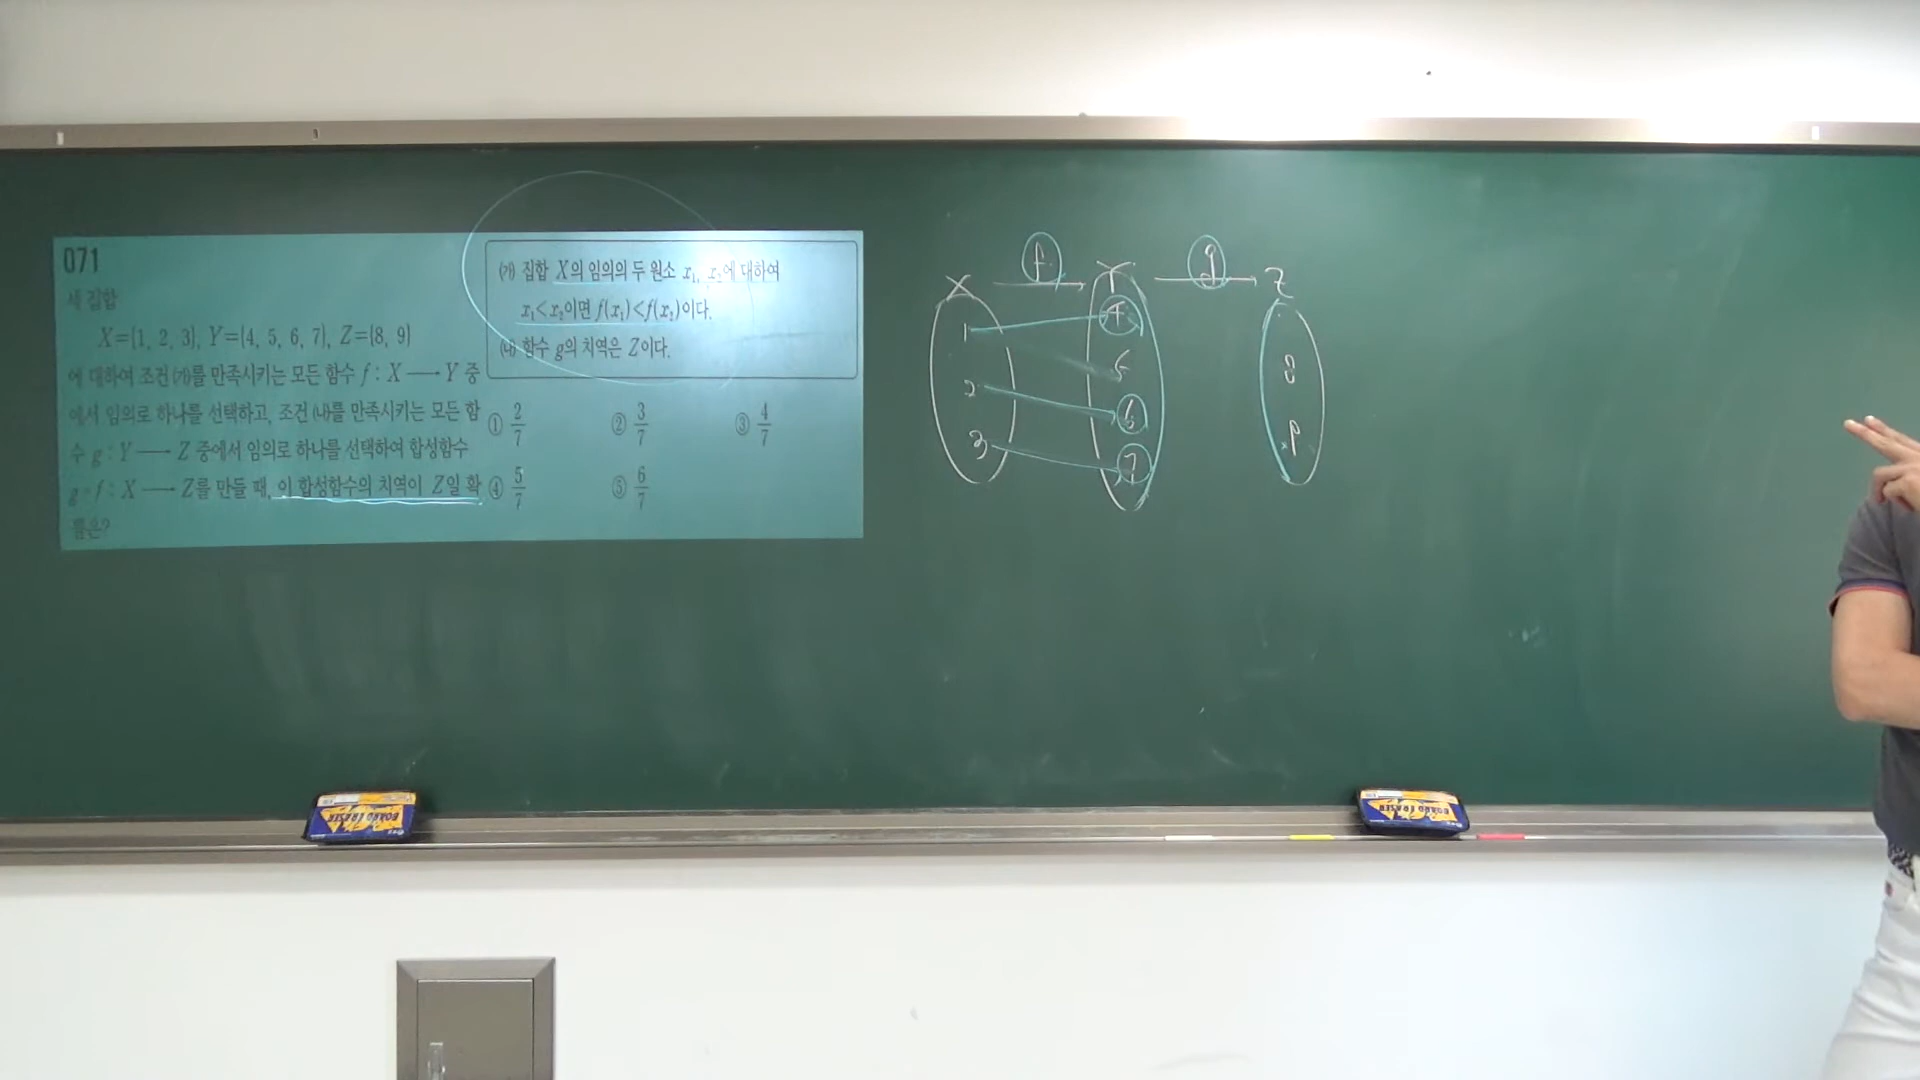 071
세 집합
X={1, 2, 3}, Y={4, 5, 6, 7}, Z={8, 9}
에 대하여 조건 ㈎를 만족시키는 모든 함수 f : X ⟶ Y 중
에서 임의로 하나를 선택하고, 조건 ㈏를 만족시키는 모든 함
수 g : Y ⟶ Z 중에서 임의로 하나를 선택하여 합성함수
g∘f : X ⟶ Z를 만들 때, 이 합성함수의 치역이 Z일 확
률은?
㈎ 집합 X의 임의의 두 원소 x₁, x₂에 대하여
x₁<x₂이면 f(x₁)<f(x₂)이다.
㈏ 함수 g의 치역은 Z이다.
① 2/7 ② 3/7 ③ 4/7
④ 5/7 ⑤ 6/7
X f Y g Z
1 4
5 8
2 6
3 7 9
BOARD ERASER
BOARD ERASER